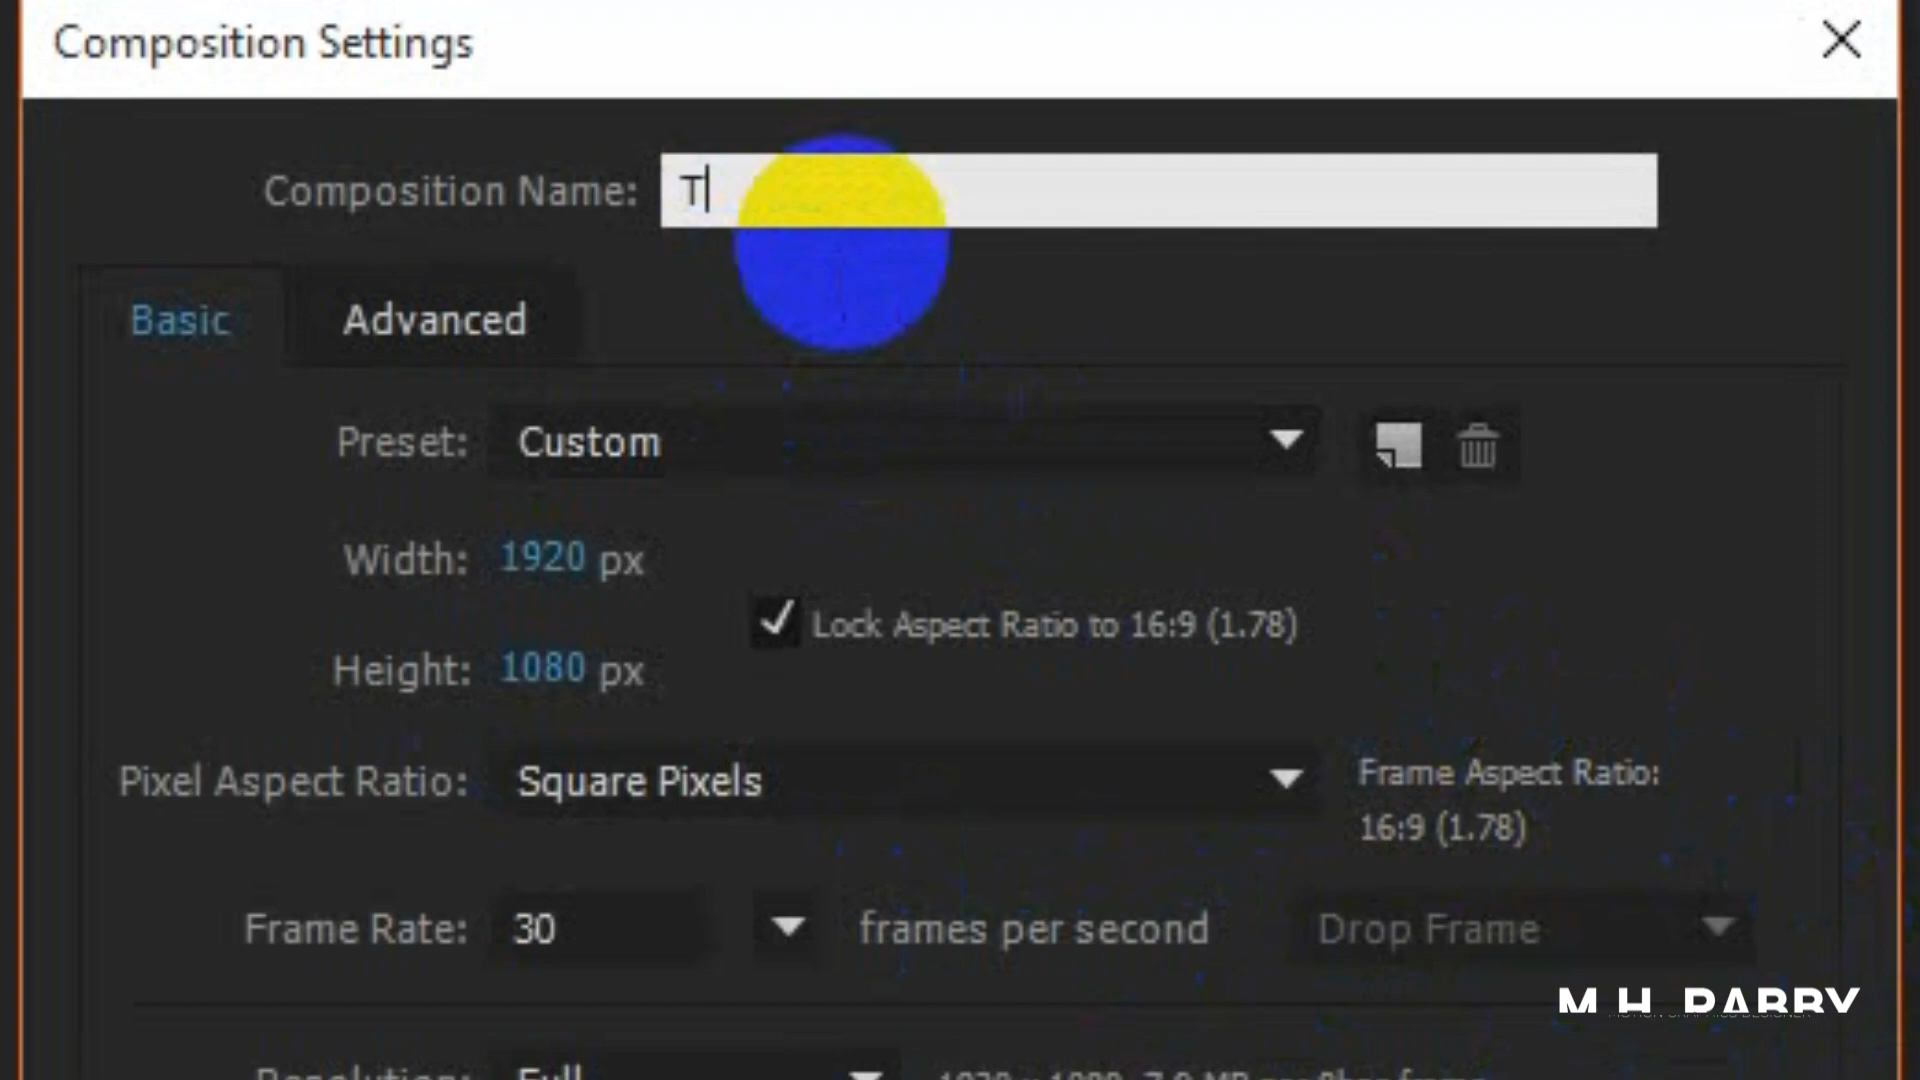 Composition Settings
Composition Name: T
Basic Advanced
Preset: Custom
Width: 1920 px
Lock Aspect Ratio to 16:9 (1.78)
Height: 1080 px
Pixel Aspect Ratio: Square Pixels
Frame Aspect Ratio:
16:9 (1.78)
Frame Rate: 30 frames per second Drop Frame
Resolution: Full